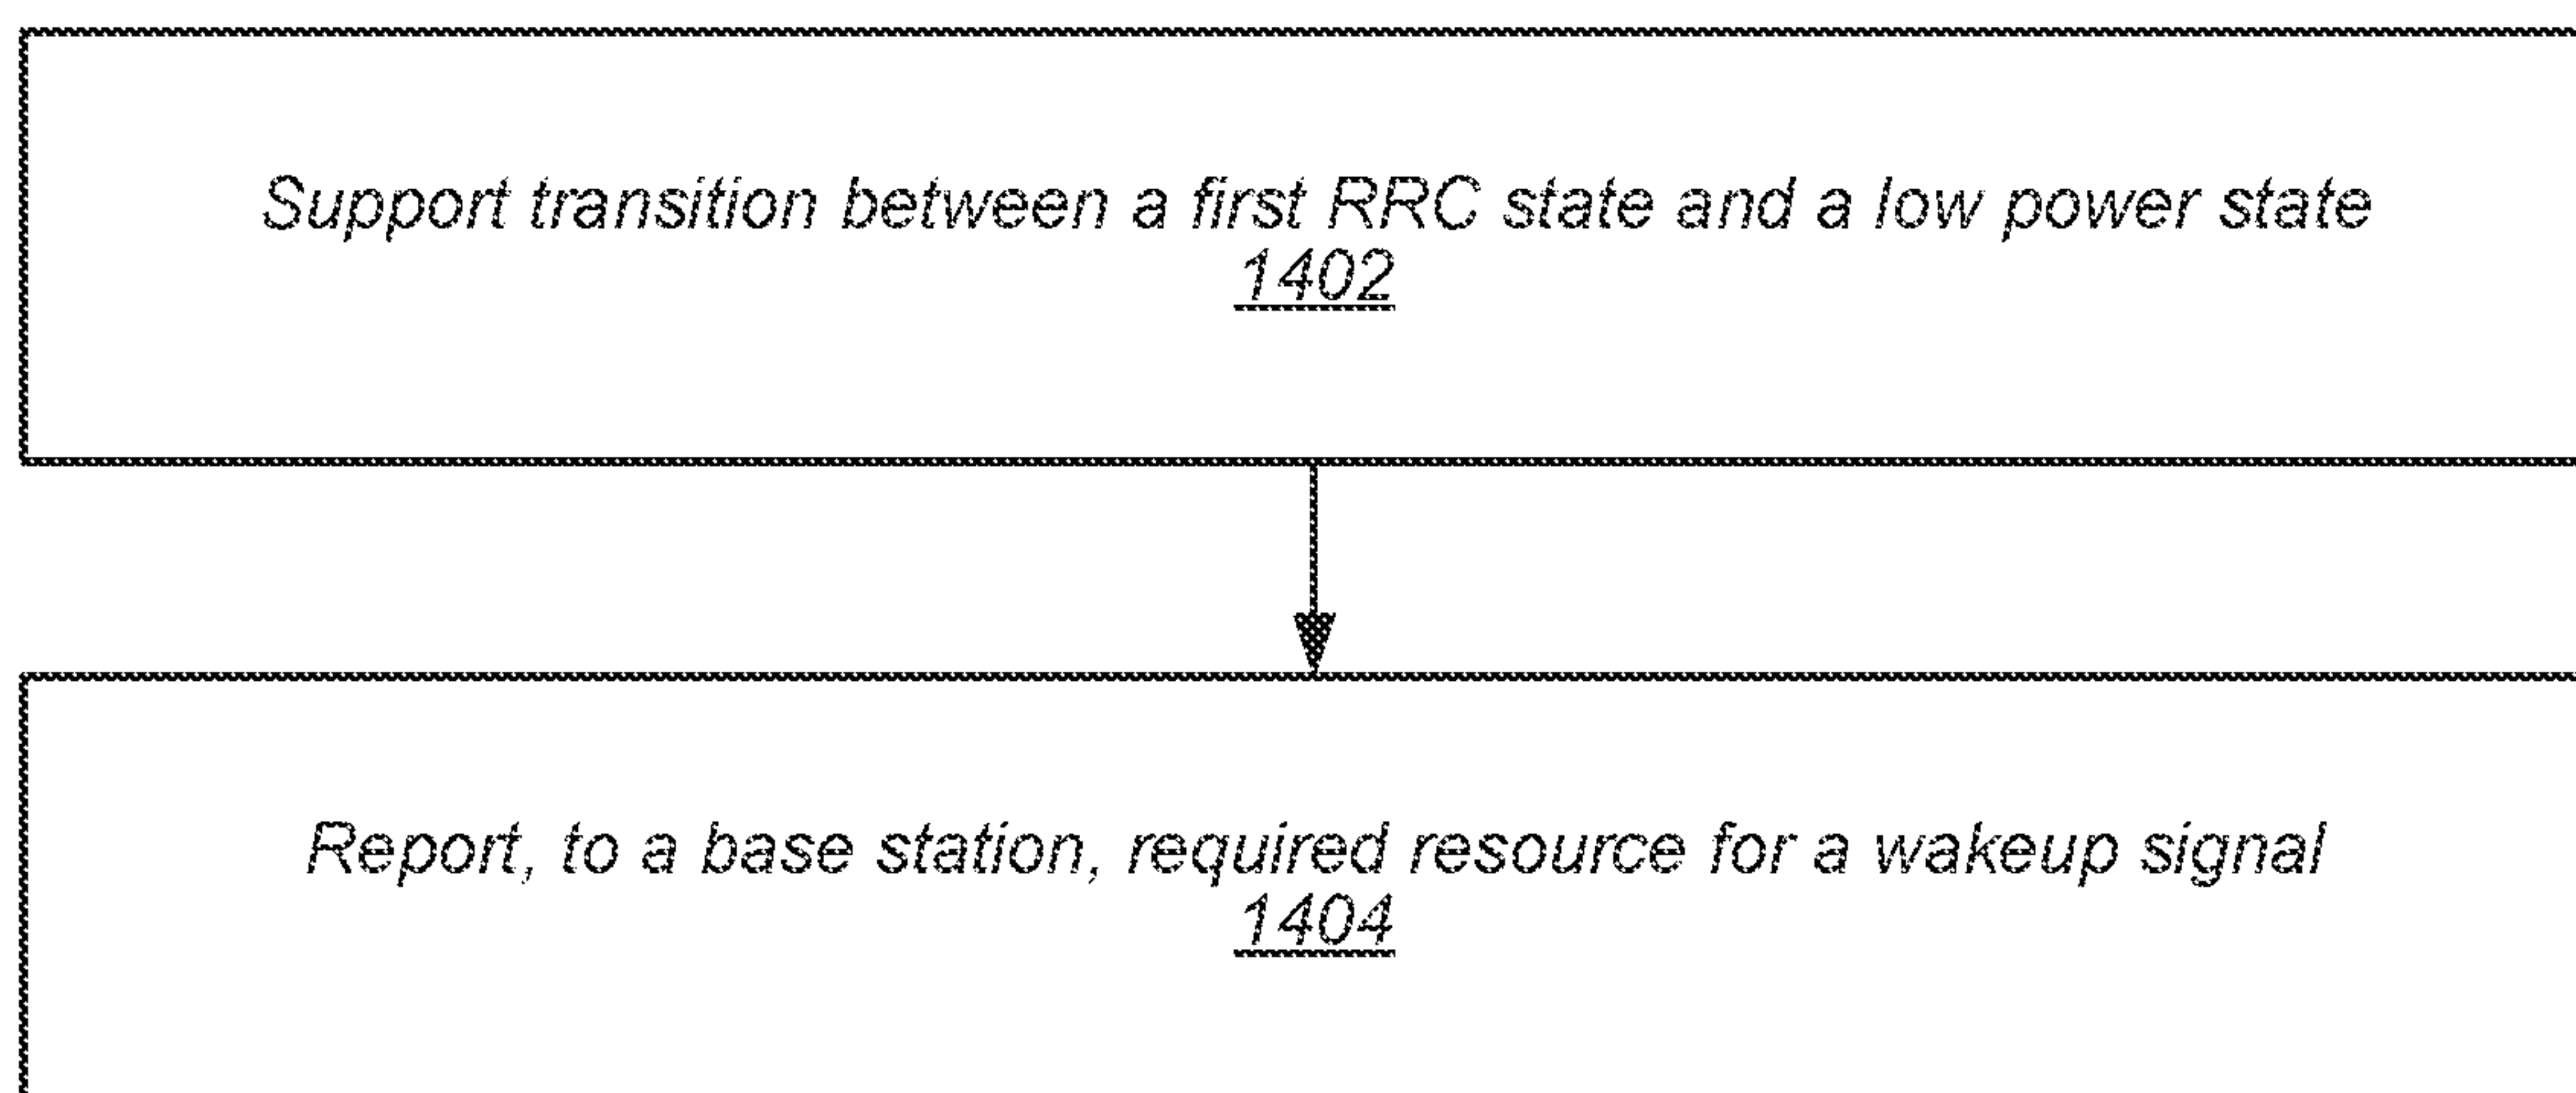 Support transition between a first RRC state and a low power state
1402
Report, to a base station, required resource for a wakeup signal
1404